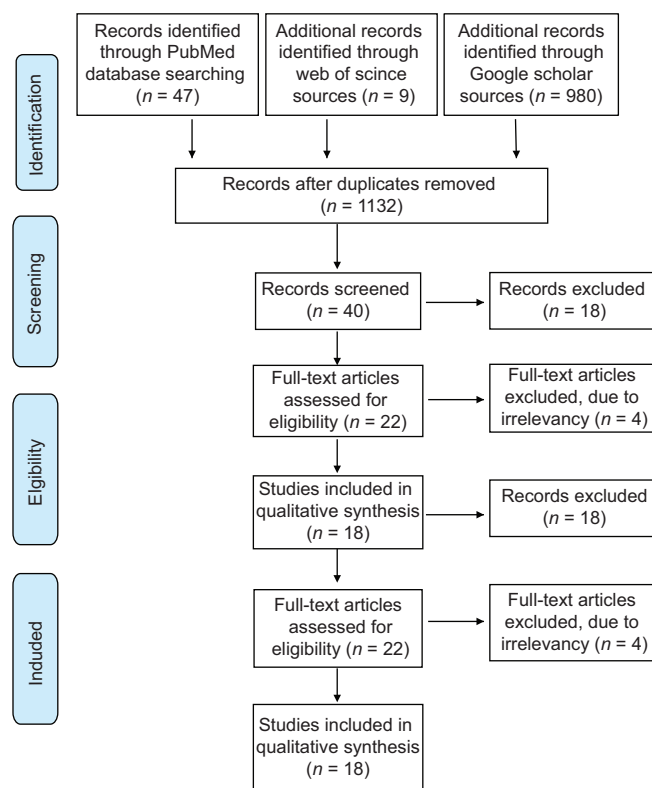 Identification
Records identified
through PubMed
database searching
(n = 47)
Additional records
identified through
web of scince
sources (n = 9)
Additional records
identified through
Google scholar
sources (n = 980)
Records after duplicates removed
(n = 1132)
Screening
Records screened
(n = 40)
Records excluded
(n = 18)
Full-text articles
assessed for
eligibility (n = 22)
Full-text articles
excluded, due to
irrelevancy (n = 4)
Elgibility
Studies included in
qualitative synthesis
(n = 18)
Records excluded
(n = 18)
Included
Full-text articles
assessed for
eligibility (n = 22)
Full-text articles
excluded, due to
irrelevancy (n = 4)
Studies included in
qualitative synthesis
(n = 18)